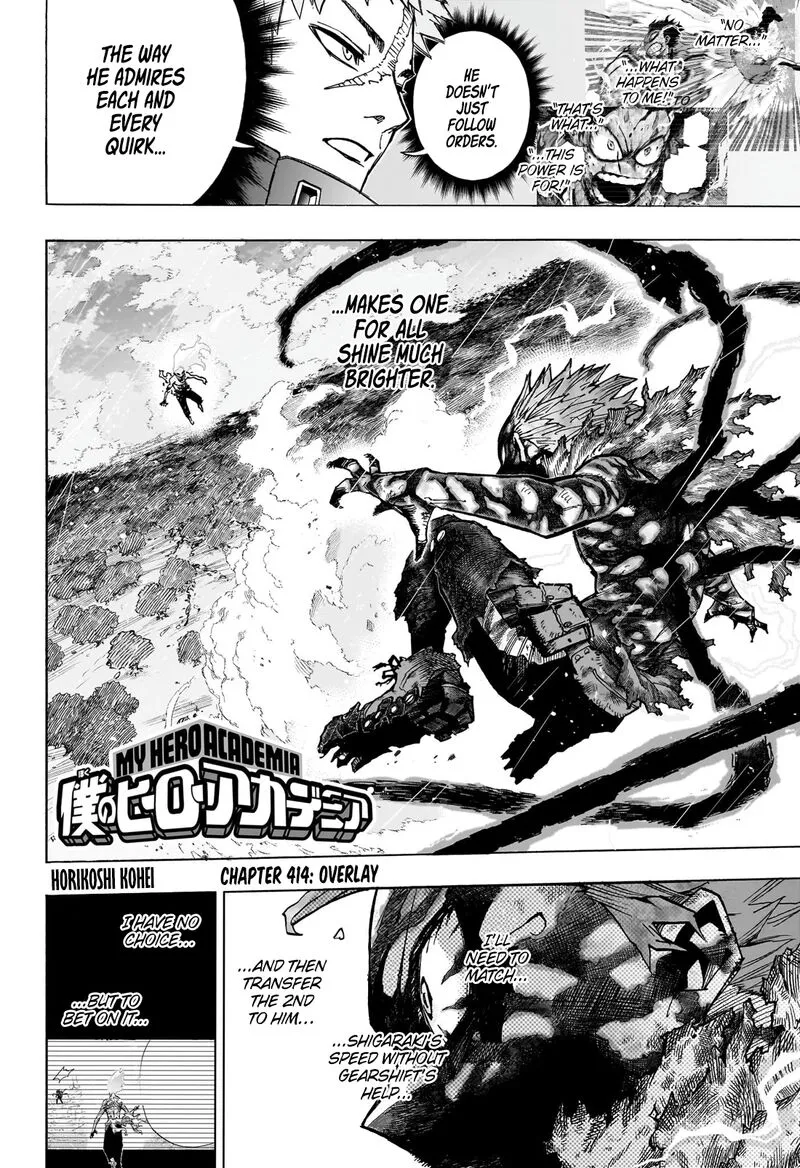 THE WAY
HE ADMIRES
EACH AND
EVERY
QUIRK...
HE
DOESN'T
JUST
FOLLOW
ORDERS.
"NO
MATTER..."
"...WHAT
HAPPENS
TO ME!"
TO
"THAT'S
WHAT..."
"...THIS
POWER IS
FOR!"
...MAKES ONE
FOR ALL
SHINE MUCH
BRIGHTER.
MY HERO ACADEMIA
僕のヒーローアカデミア
HORIKOSHI KOHEI
CHAPTER 414: OVERLAY
I'LL
NEED TO
MATCH...
...SHIGARAKI'S
SPEED WITHOUT
GEARSHIFT'S
HELP...
...AND THEN
TRANSFER
THE 2ND
TO HIM...
I HAVE NO
CHOICE...
...BUT TO
BET ON IT...